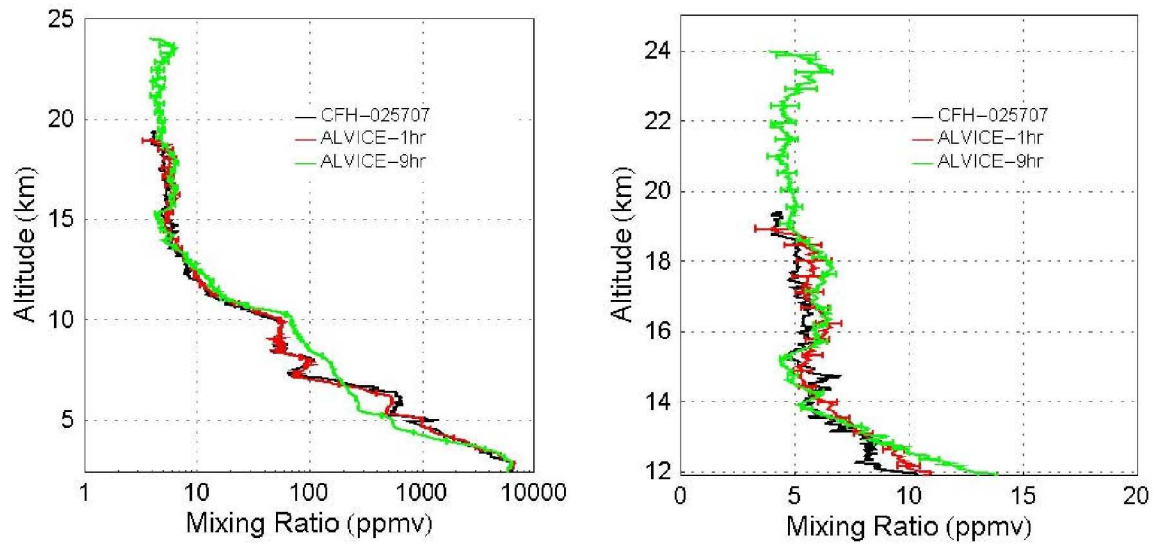 25
20
15
10
5
Altitude (km)
CFH-025707
ALVICE-1hr
ALVICE-9hr
1 10 100 1000 10000
Mixing Ratio (ppmv)
24
22
20
18
16
14
12
Altitude (km)
CFH-025707
ALVICE-1hr
ALVICE-9hr
0 5 10 15 20
Mixing Ratio (ppmv)